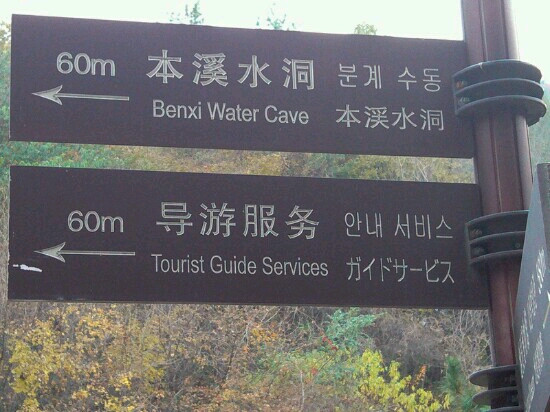 60m 本溪水洞 분계 수동
Benxi Water Cave 本溪水洞
60m 导游服务 안내 서비스
Tourist Guide Services ガイドサービス